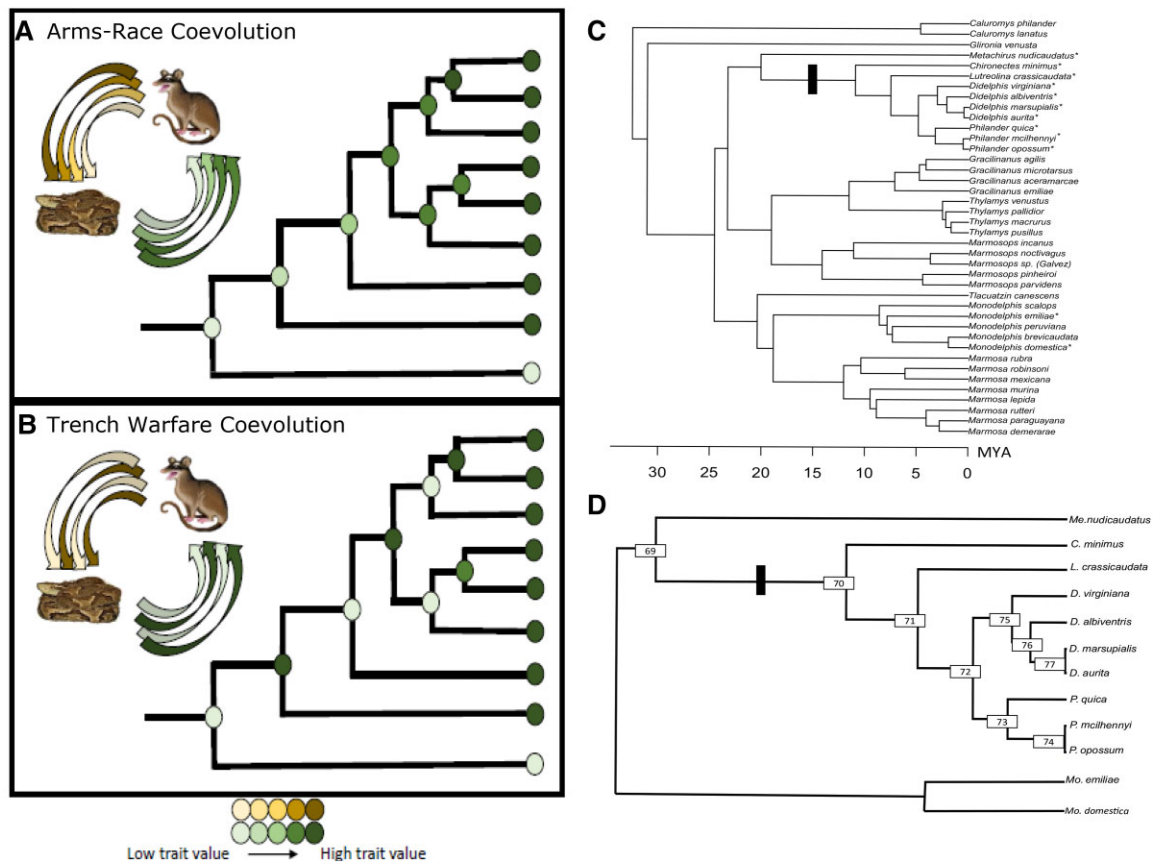 A Arms-Race Coevolution
B Trench Warfare Coevolution
Low trait value
High trait value
C
Caluromys philander
Caluromys lanatus
Glironia venusta
Metachirus nudicaudatus*
Chironectes minimus*
Lutreolina crassicaudata*
Didelphis virginiana*
Didelphis albiventris*
Didelphis marsupialis*
Didelphis aurita*
Philander quica*
Philander mcilhennyi*
Philander opossum*
Gracilinanus agilis
Gracilinanus microtarsus
Gracilinanus aceramarcae
Gracilinanus emiliae
Thylamys venustus
Thylamys pallidior
Thylamys macrurus
Thylamys pusillus
Marmosops incanus
Marmosops noctivagus
Marmosops sp. (Galvez)
Marmosops pinheiroi
Marmosops parvidens
Tlacuatzin canescens
Monodelphis scalops
Monodelphis emiliae*
Monodelphis peruviana
Monodelphis brevicaudata
Monodelphis domestica*
Marmosa rubra
Marmosa robinsoni
Marmosa mexicana
Marmosa murina
Marmosa lepida
Marmosa rutteri
Marmosa paraguayana
Marmosa demerarae
MYA
30 25 20 15 10 5 0
D
Me.nudicaudatus
69
C. minimus
70
L. crassicaudata
71
D. virginiana
75
D. albiventris
76
D. marsupialis
77
D. aurita
72
P. quica
73
P. mcilhennyi
74
P. opossum
Mo. emiliae
Mo. domestica